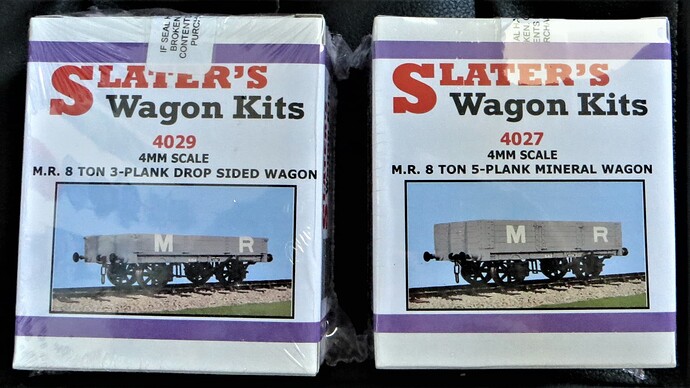 IF SEAL H
BROKEN,
CONTENTS
PURCH
SLATER'S
Wagon Kits
4029
4MM SCALE
M.R. 8 TON 3-PLANK DROP SIDED WAGON
M R
SLATER'S
Wagon Kits
4027
4MM SCALE
M.R. 8 TON 5-PLANK MINERAL WAGON
M R